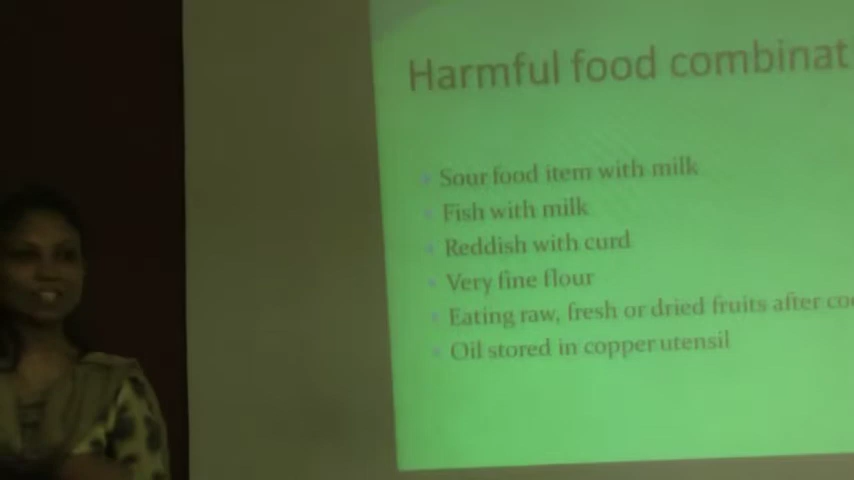 Harmful food combinat
Sour food item with milk
Fish with milk
Reddish with curd
Very fine flour
Eating raw, fresh or dried fruits after
Oil stored in copper utensil